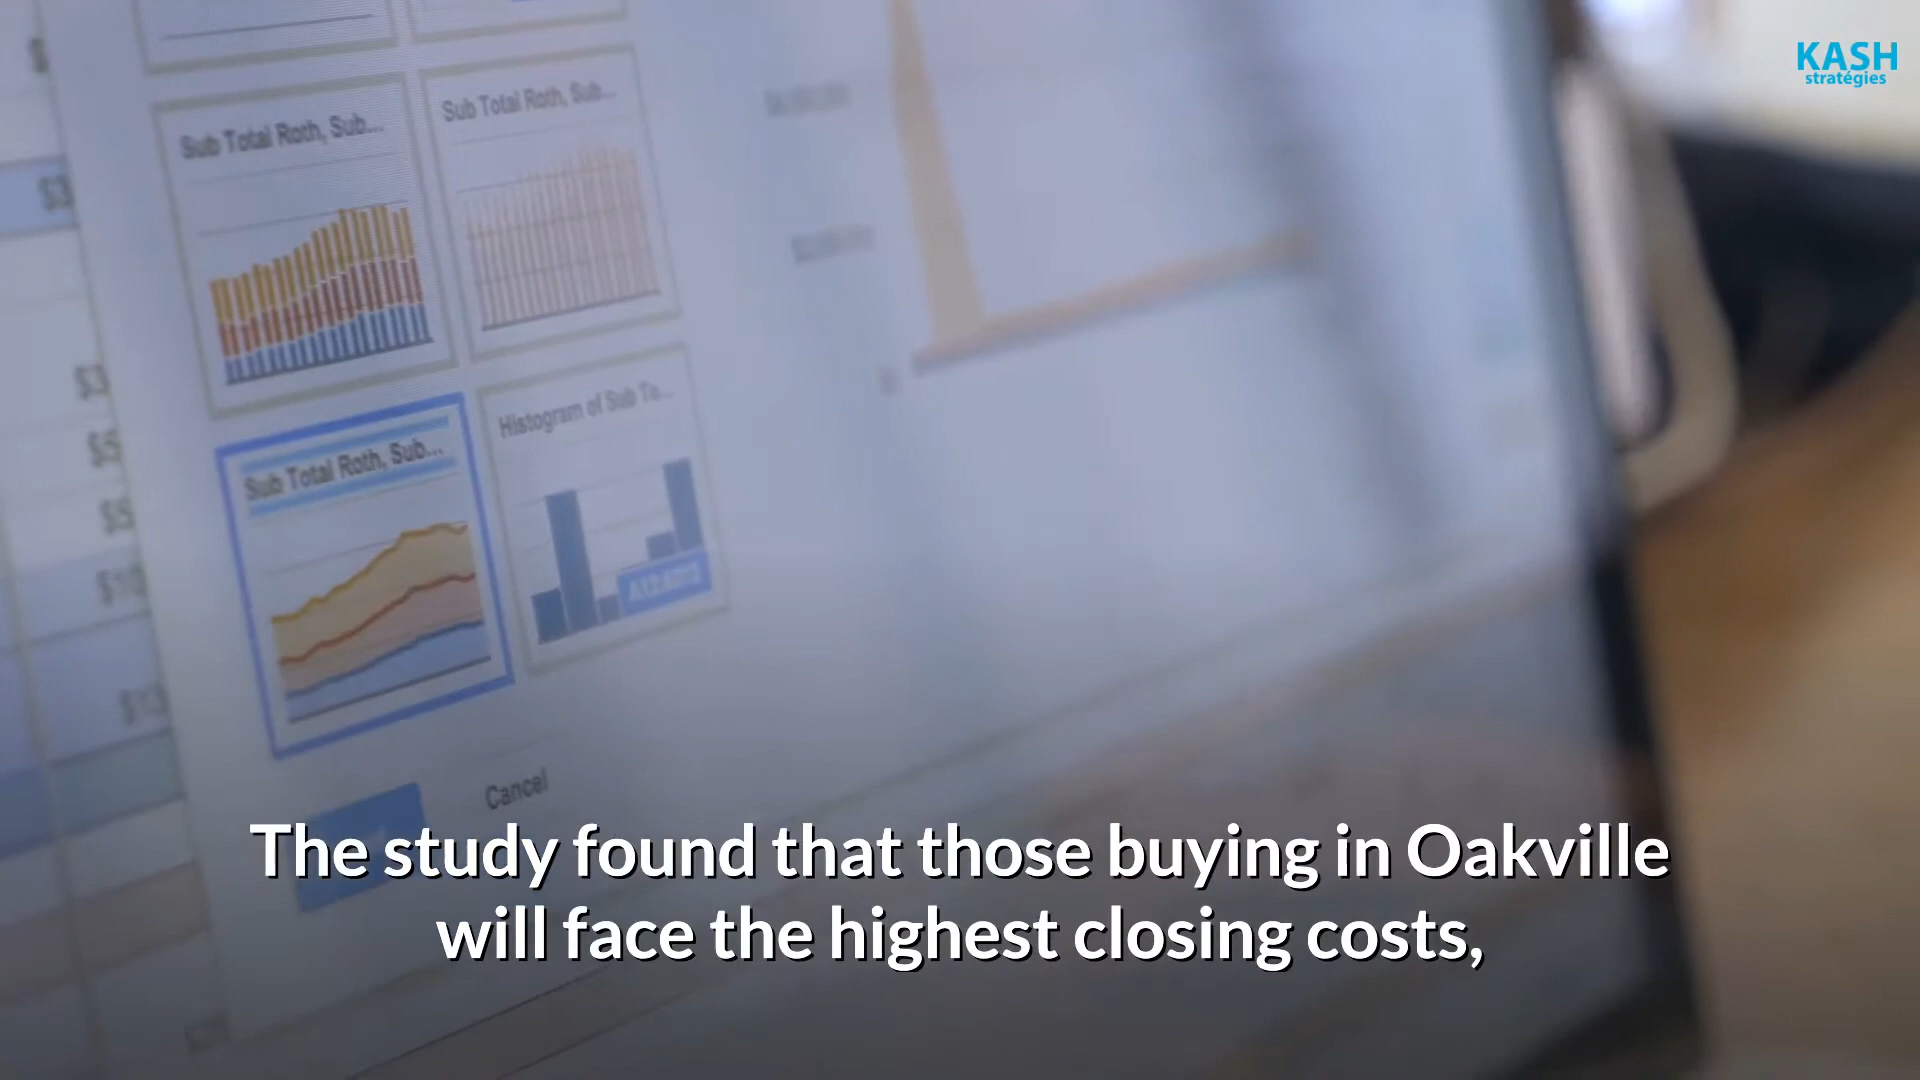 KASH
stratégies
Sub Total Roth, Sub...
Sub Total Roth, Sub...
Sub Total Roth, Sub...
Histogram of Sub To...
Cancel
The study found that those buying in Oakville
will face the highest closing costs,